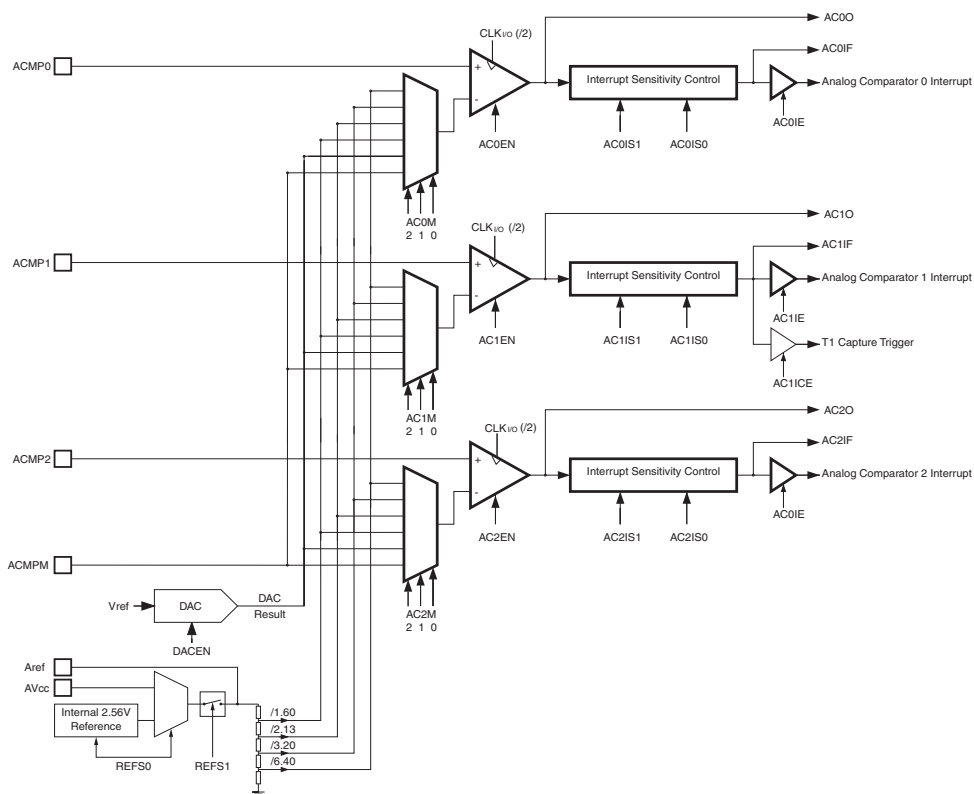 CLKI/O (/2)
AC0O
ACMP0
+
-
Interrupt Sensitivity Control
AC0IF
Analog Comparator 0 Interrupt
AC0IE
AC0EN
AC0IS1
AC0IS0
AC0M
2 1 0
CLKI/O (/2)
AC1O
ACMP1
+
-
Interrupt Sensitivity Control
AC1IF
Analog Comparator 1 Interrupt
AC1IE
AC1EN
AC1IS1
AC1IS0
T1 Capture Trigger
AC1ICE
AC1M
2 1 0
CLKI/O (/2)
AC2O
ACMP2
+
-
Interrupt Sensitivity Control
AC2IF
Analog Comparator 2 Interrupt
AC0IE
AC2EN
AC2IS1
AC2IS0
ACMPM
AC2M
2 1 0
Vref
DAC
DAC
Result
DACEN
Aref
AVcc
Internal 2.56V
Reference
REFS0
REFS1
/1.60
/2.13
/3.20
/6.40